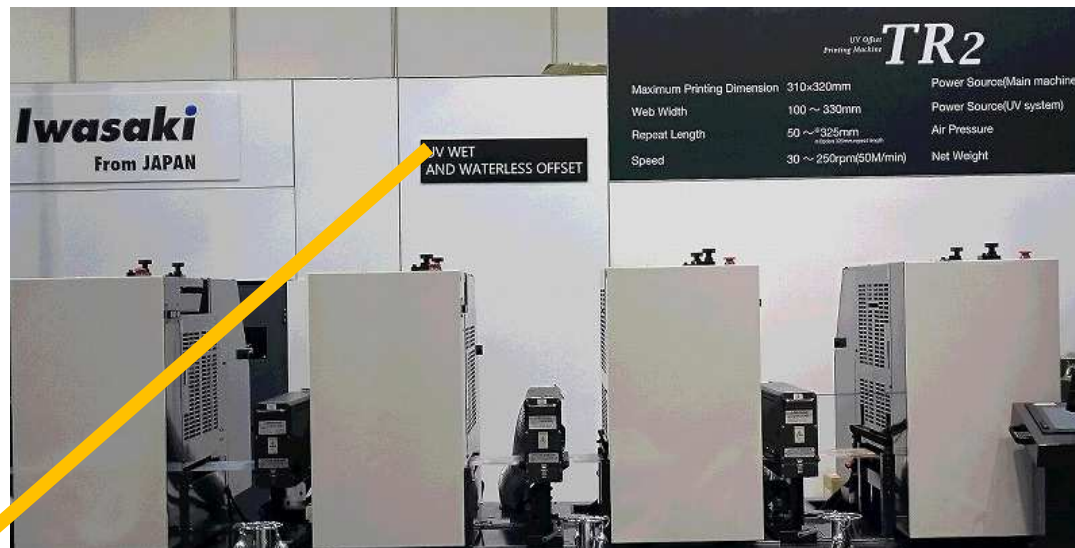 Iwasaki
From JAPAN
UV WET
AND WATERLESS OFFSET
UV Offset
Printing Machine
TR2
Maximum Printing Dimension 310×320mm
Web Width 100 ~ 330mm
Repeat Length 50 ~ 325mm
Speed 30 ~ 250rpm(50M/min)
Power Source(Main machine
Power Source(UV system)
Air Pressure
Net Weight